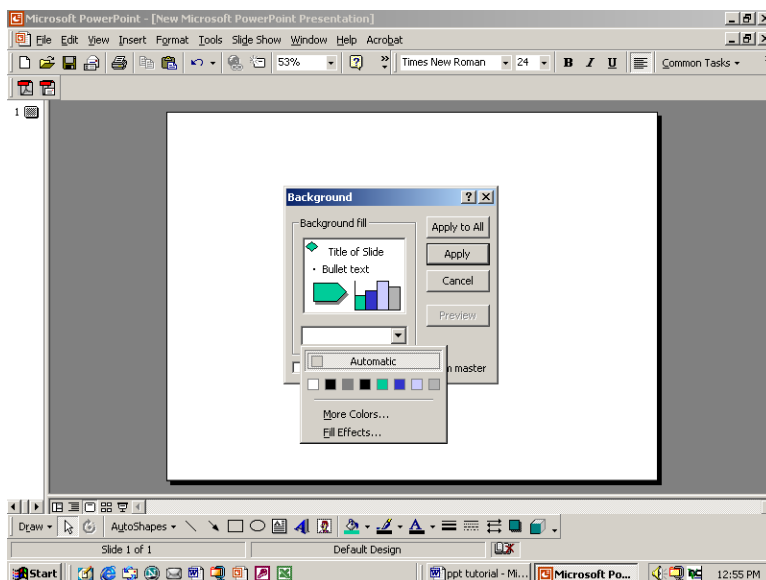 Microsoft PowerPoint - [New Microsoft PowerPoint Presentation]
File Edit View Insert Format Tools Slide Show Window Help Acrobat
53% Times New Roman 24 B I U Common Tasks
1
Background
Background fill
Title of Slide
• Bullet text
Apply to All
Apply
Cancel
Preview
Automatic
master
More Colors...
Fill Effects...
Draw AutoShapes A
Slide 1 of 1 Default Design
Start ppt tutorial - Mi... Microsoft Po... 12:55 PM